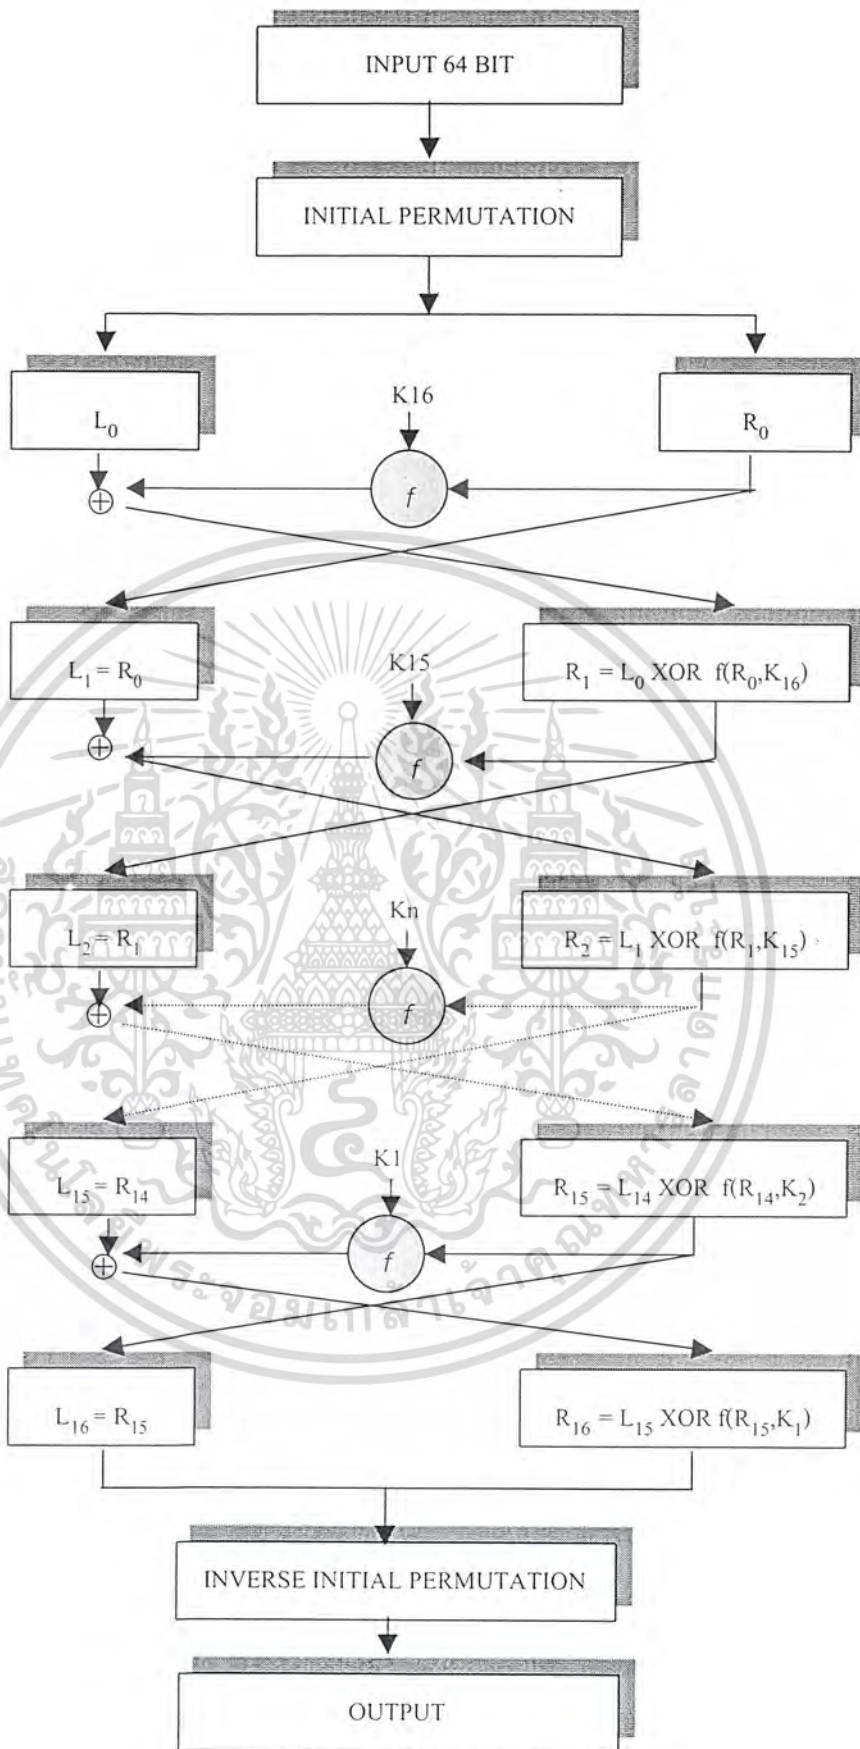 INPUT 64 BIT
INITIAL PERMUTATION
L₀
K16
R₀
f
L₁ = R₀
K15
R₁ = L₀ XOR f(R₀,K₁₆)
f
L₂ = R₁
Kn
R₂ = L₁ XOR f(R₁,K₁₅)
f
L₁₅ = R₁₄
K1
R₁₅ = L₁₄ XOR f(R₁₄,K₂)
f
L₁₆ = R₁₅
R₁₆ = L₁₅ XOR f(R₁₅,K₁)
INVERSE INITIAL PERMUTATION
OUTPUT